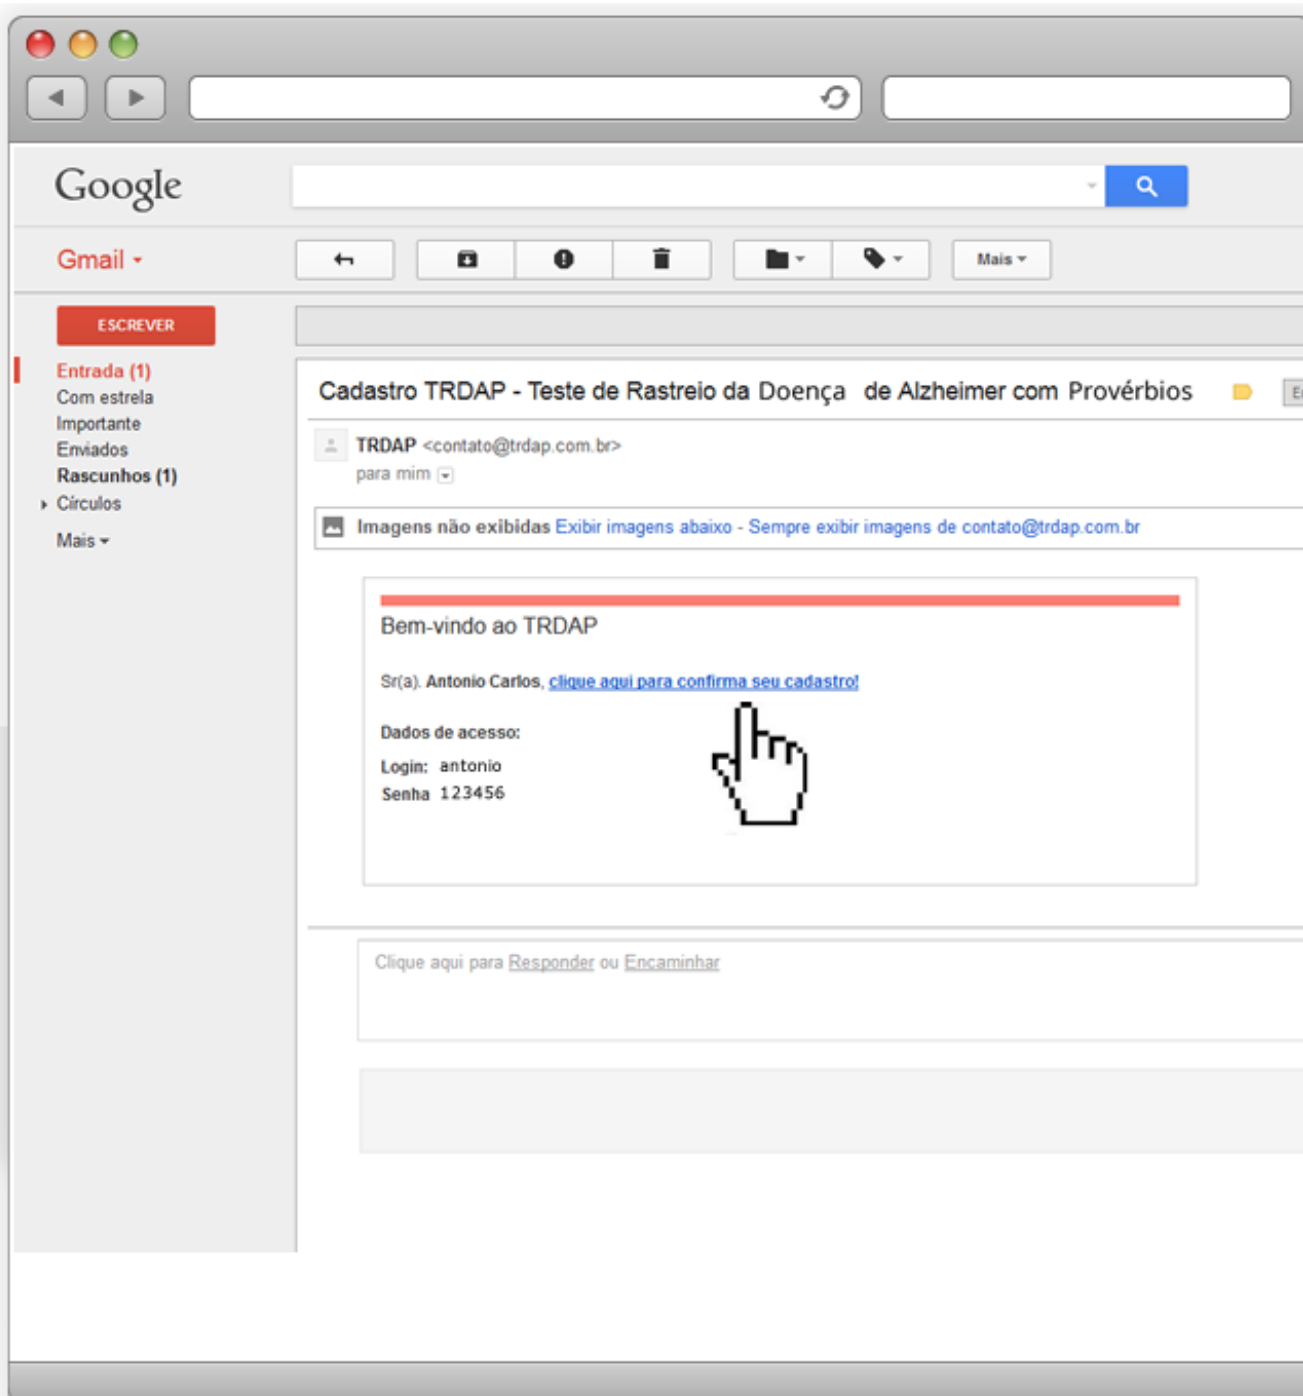 Google
Gmail
Mais
ESCREVER
Entrada (1)
Com estrela
Importante
Enviados
Rascunhos (1)
Círculos
Mais
Cadastro TRDAP - Teste de Rastreio da Doença de Alzheimer com Provérbios
TRDAP <contato@trdap.com.br>
para mim
Imagens não exibidas Exibir imagens abaixo - Sempre exibir imagens de contato@trdap.com.br
Bem-vindo ao TRDAP
Sr(a). Antonio Carlos, clique aqui para confirma seu cadastro!
Dados de acesso:
Login: antonio
Senha 123456
Clique aqui para Responder ou Encaminhar